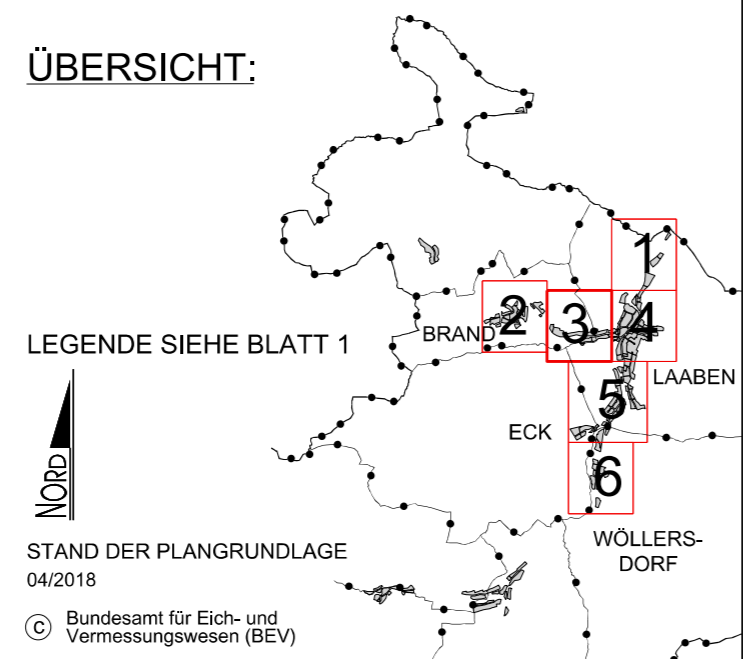 ÜBERSICHT:
1
2
3
4
BRAND
LEGENDE SIEHE BLATT 1
LAABEN
5
ECK
6
NORD
WÖLLERS-
DORF
STAND DER PLANGRUNDLAGE
04/2018
© Bundesamt für Eich- und
Vermessungswesen (BEV)